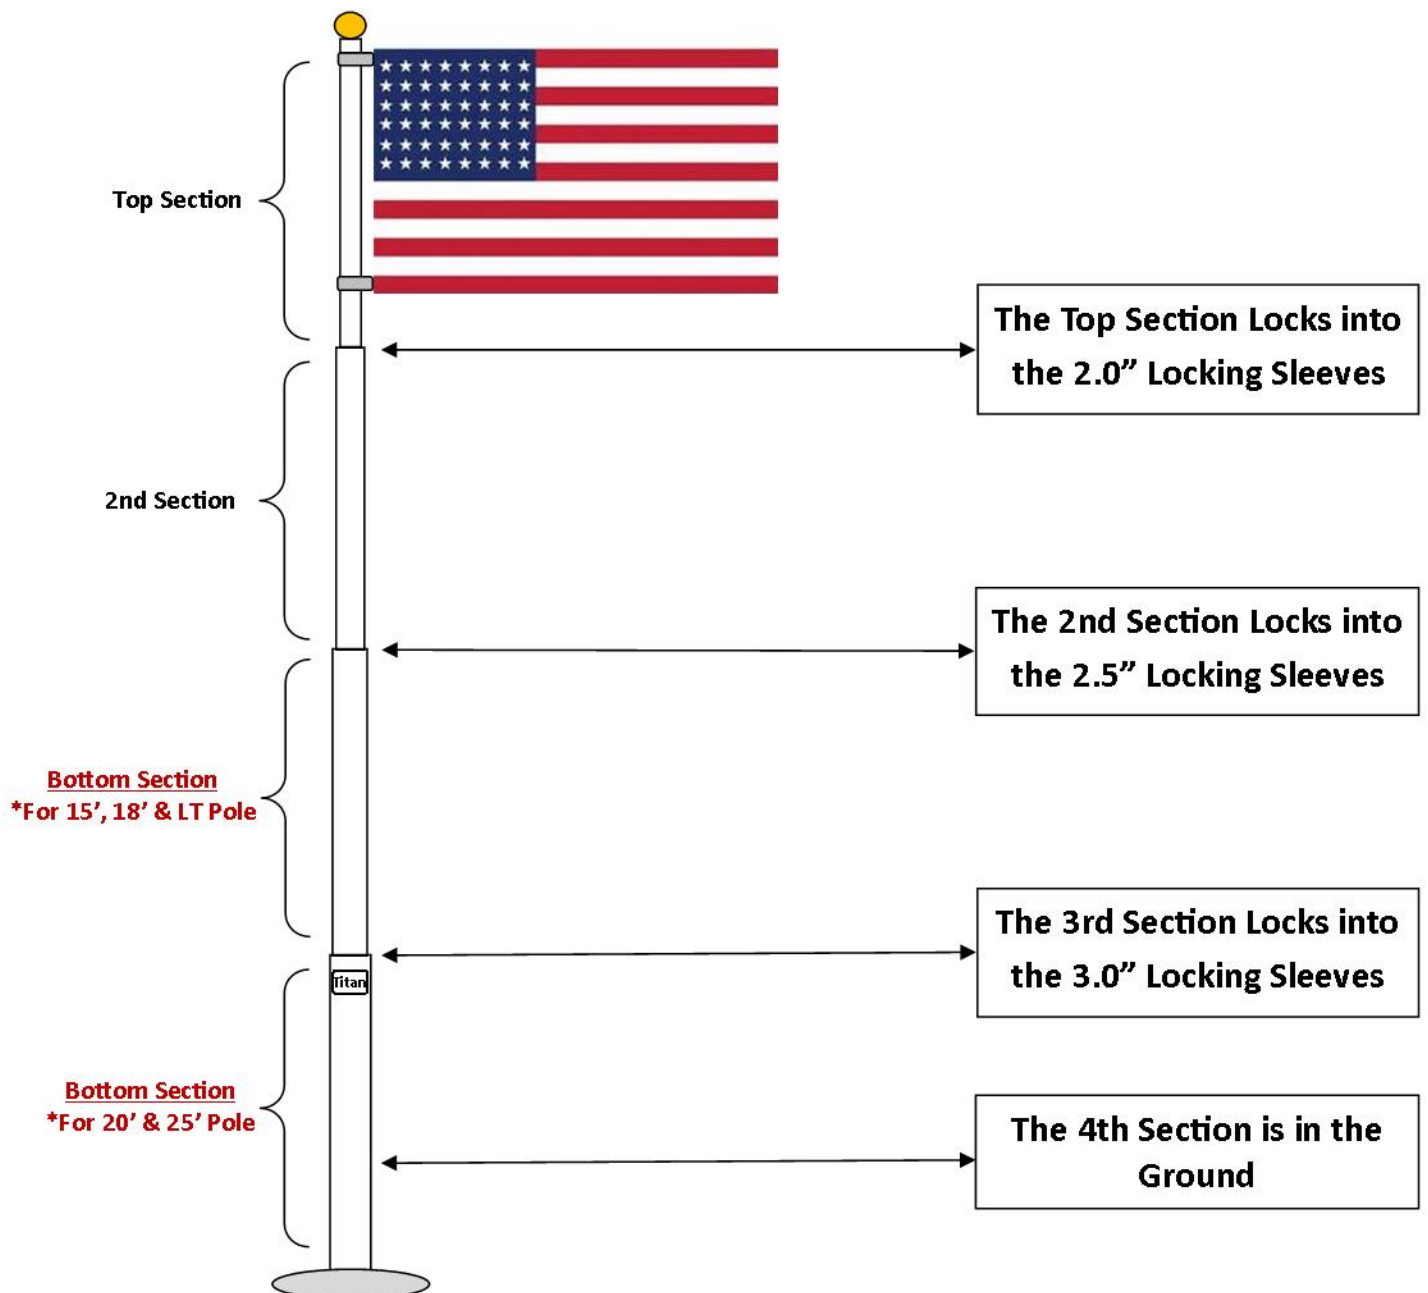 Top Section
The Top Section Locks into
the 2.0” Locking Sleeves
2nd Section
The 2nd Section Locks into
the 2.5” Locking Sleeves
Bottom Section
*For 15’, 18’ & LT Pole
The 3rd Section Locks into
the 3.0” Locking Sleeves
Titan
Bottom Section
*For 20’ & 25’ Pole
The 4th Section is in the
Ground